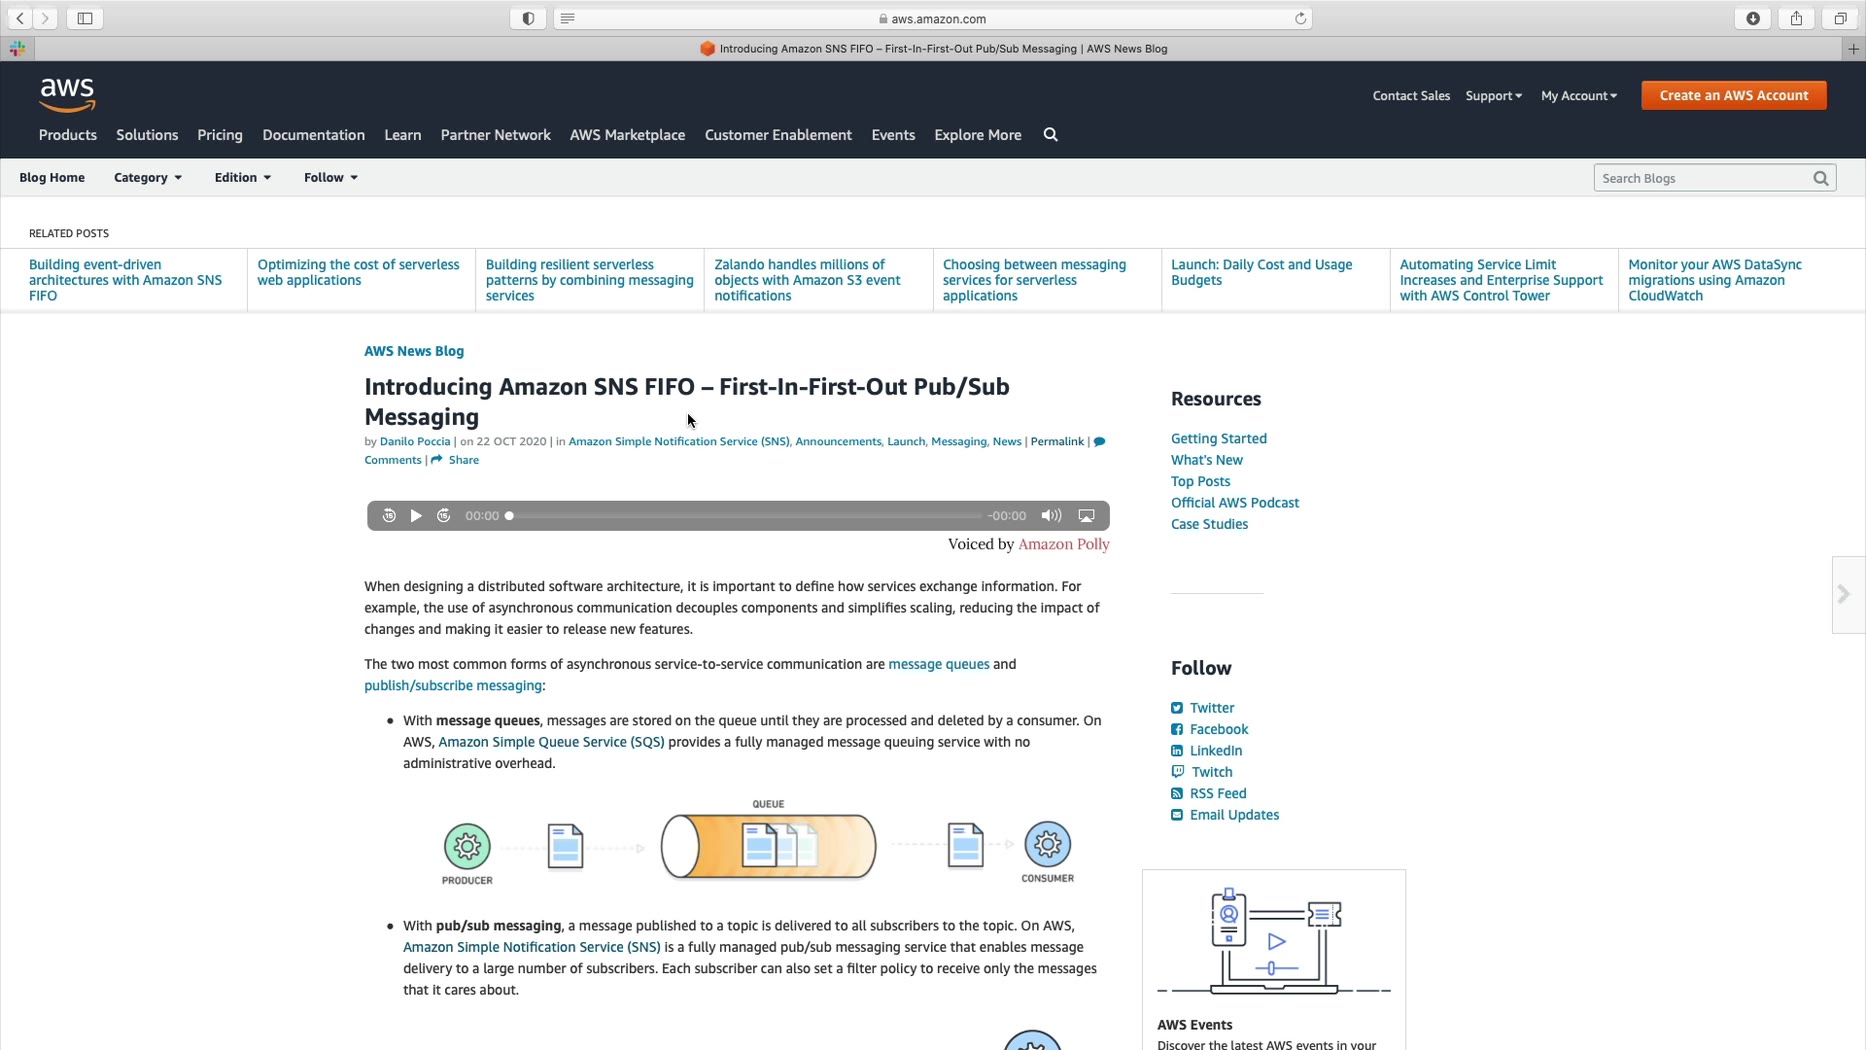 aws.amazon.com
Introducing Amazon SNS FIFO – First-In-First-Out Pub/Sub Messaging | AWS News Blog
aws
Contact Sales Support My Account Create an AWS Account
Products Solutions Pricing Documentation Learn Partner Network AWS Marketplace Customer Enablement Events Explore More
Blog Home Category Edition Follow Search Blogs
RELATED POSTS
Building event-driven
architectures with Amazon SNS
FIFO
Optimizing the cost of serverless
web applications
Building resilient serverless
patterns by combining messaging
services
Zalando handles millions of
objects with Amazon S3 event
notifications
Choosing between messaging
services for serverless
applications
Launch: Daily Cost and Usage
Budgets
Automating Service Limit
Increases and Enterprise Support
with AWS Control Tower
Monitor your AWS DataSync
migrations using Amazon
CloudWatch
AWS News Blog
Introducing Amazon SNS FIFO – First-In-First-Out Pub/Sub
Messaging
by Danilo Poccia | on 22 OCT 2020 | in Amazon Simple Notification Service (SNS), Announcements, Launch, Messaging, News | Permalink |
Comments | Share
15 15 00:00 -00:00
Voiced by Amazon Polly
When designing a distributed software architecture, it is important to define how services exchange information. For
example, the use of asynchronous communication decouples components and simplifies scaling, reducing the impact of
changes and making it easier to release new features.
The two most common forms of asynchronous service-to-service communication are message queues and
publish/subscribe messaging:
• With message queues, messages are stored on the queue until they are processed and deleted by a consumer. On
AWS, Amazon Simple Queue Service (SQS) provides a fully managed message queuing service with no
administrative overhead.
QUEUE
PRODUCER
CONSUMER
• With pub/sub messaging, a message published to a topic is delivered to all subscribers to the topic. On AWS,
Amazon Simple Notification Service (SNS) is a fully managed pub/sub messaging service that enables message
delivery to a large number of subscribers. Each subscriber can also set a filter policy to receive only the messages
that it cares about.
Resources
Getting Started
What's New
Top Posts
Official AWS Podcast
Case Studies
Follow
Twitter
Facebook
LinkedIn
Twitch
RSS Feed
Email Updates
AWS Events
Discover the latest AWS events in your